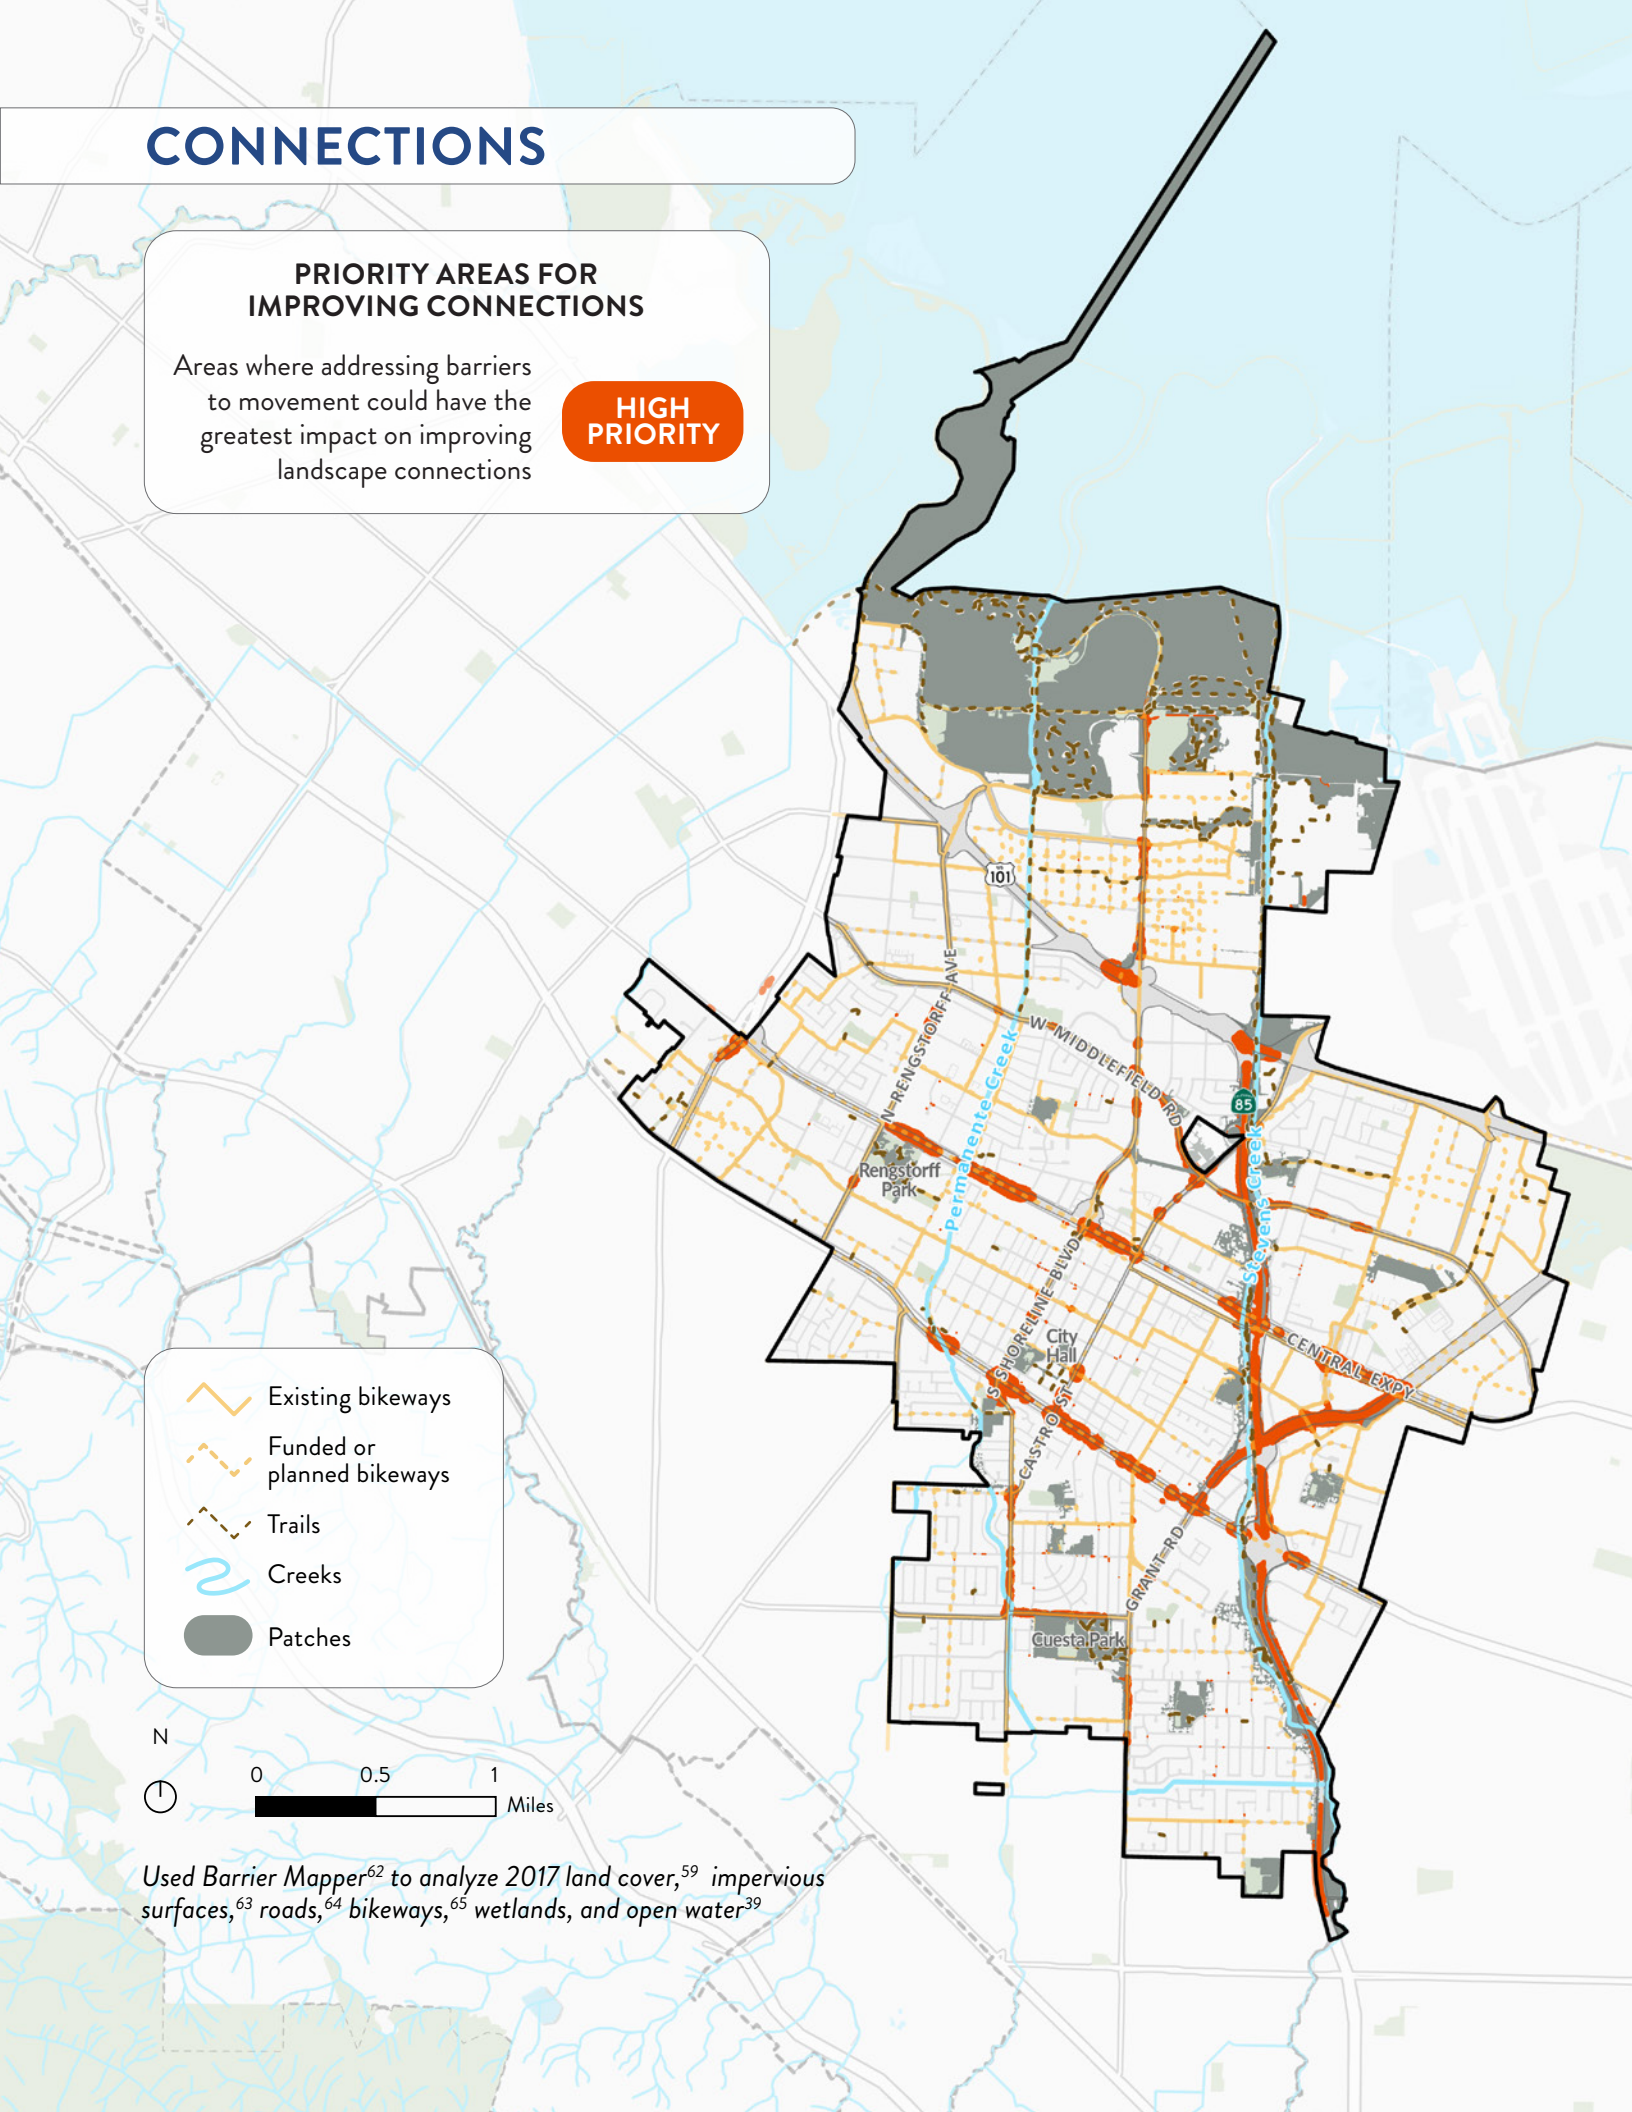 CONNECTIONS
PRIORITY AREAS FOR
IMPROVING CONNECTIONS
Areas where addressing barriers
to movement could have the
greatest impact on improving
landscape connections
HIGH
PRIORITY
101
N RENGSTORFF AVE
W MIDDLEFIELD RD
Permanente Creek
85
Stevens Creek
Rengstorff
Park
S SHORELINE BLVD
City
Hall
CENTRAL EXPY
CASTRO ST
GRANT RD
Cuesta Park
Existing bikeways
Funded or
planned bikeways
Trails
Creeks
Patches
N
0 0.5 1
Miles
Used Barrier Mapper62 to analyze 2017 land cover,59 impervious
surfaces,63 roads,64 bikeways,65 wetlands, and open water39